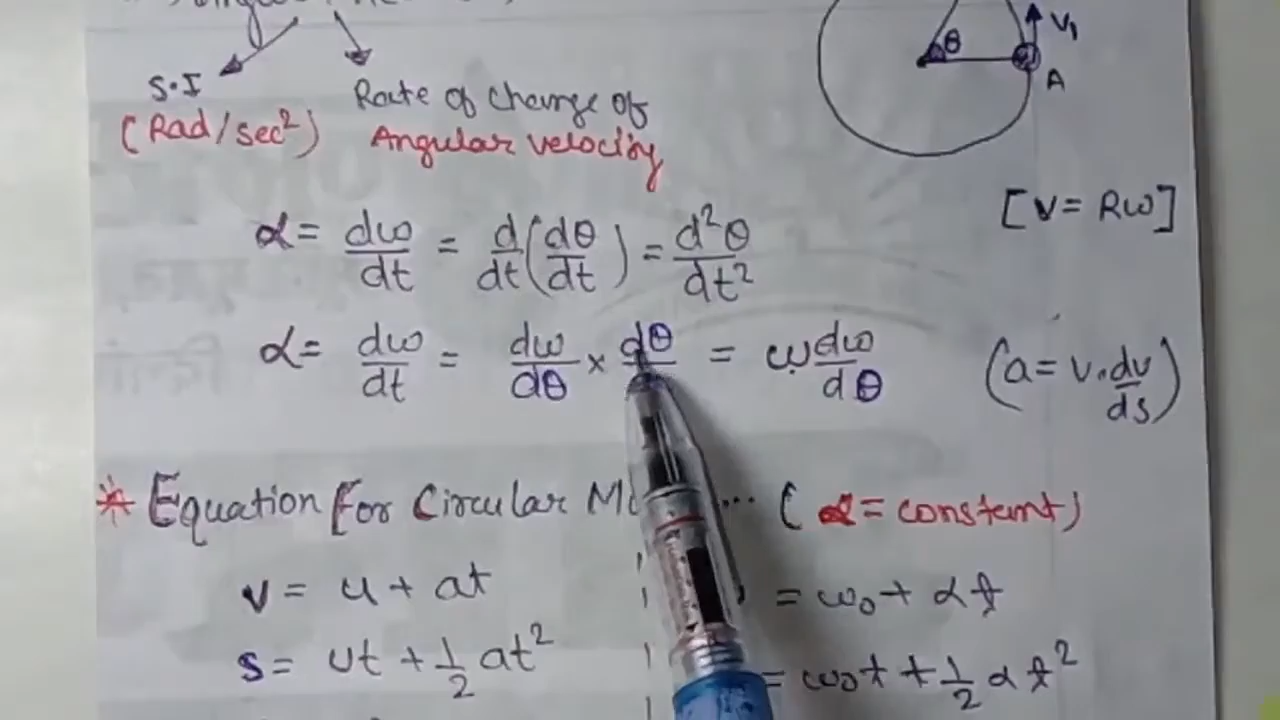 S.I
Rate of change of
(Rad/sec²) Angular velocity
θ
V₁
A
[V = Rω]
α = dω/dt = d/dt(dθ/dt) = d²θ/dt²
α = dω/dt = dω/dθ × dθ = ω dω/dθ
(a = v.dv/ds)
* Equation For Circular ... (α = constant)
v = u + at
= ω₀ + αt
s = ut + 1/2 at²
= ω₀t + 1/2 αt²